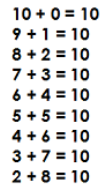 10 + 0 = 10
9 + 1 = 10
8 + 2 = 10
7 + 3 = 10
6 + 4 = 10
5 + 5 = 10
4 + 6 = 10
3 + 7 = 10
2 + 8 = 10